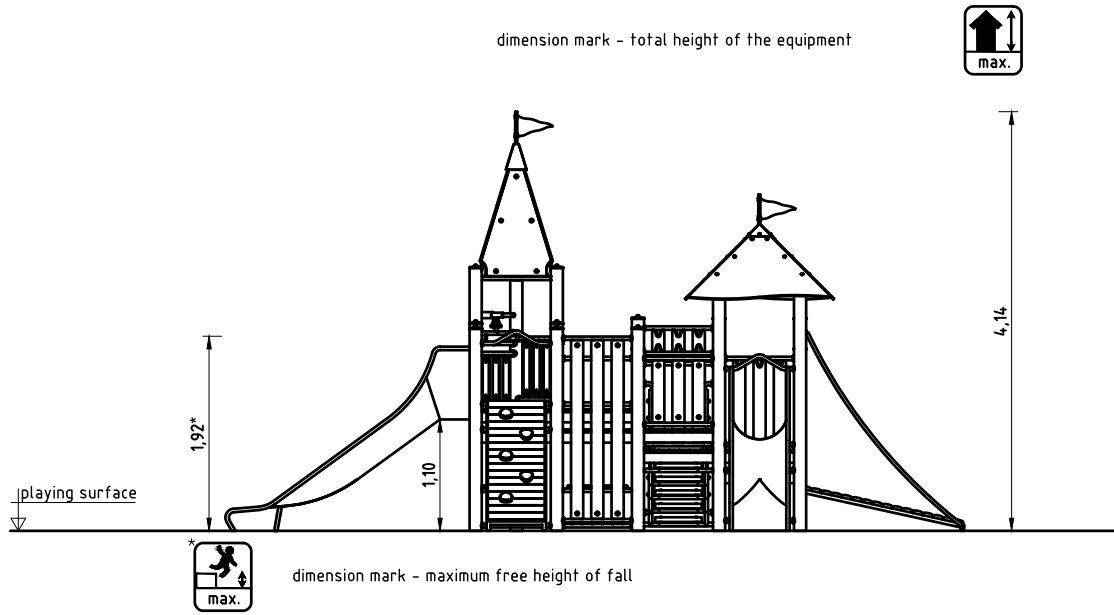 dimension mark - total height of the equipment
max.
4,14
1,92*
1,10
playing surface
*
max.
dimension mark - maximum free height of fall